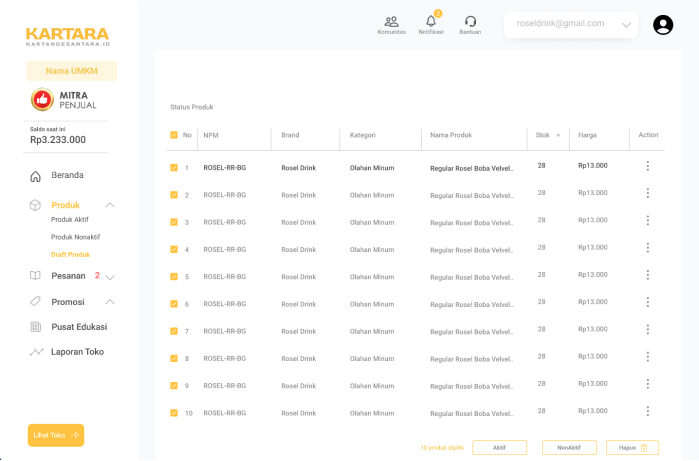 KARTARA
KARYANOESANTARA.ID
Nama UMKM
MITRA
PENJUAL
Saldo saat ini
Rp3.233.000
Beranda
Produk
Produk Aktif
Produk Nonaktif
Draft Produk
Pesanan 2
Promosi
Pusat Edukasi
Laporan Toko
Lihat Toko
Komunitas
Notifikasi
Bantuan
roseldrink@gmail.com
Status Produk
No NPM Brand Kategori Nama Produk Stok Harga Action
1 ROSEL-RR-BG Rosel Drink Olahan Minum Regular Rosel Boba Velvel.. 28 Rp13.000
2 ROSEL-RR-BG Rosel Drink Olahan Minum Regular Rosel Boba Velvel.. 28 Rp13.000
3 ROSEL-RR-BG Rosel Drink Olahan Minum Regular Rosel Boba Velvel.. 28 Rp13.000
4 ROSEL-RR-BG Rosel Drink Olahan Minum Regular Rosel Boba Velvel.. 28 Rp13.000
5 ROSEL-RR-BG Rosel Drink Olahan Minum Regular Rosel Boba Velvel.. 28 Rp13.000
6 ROSEL-RR-BG Rosel Drink Olahan Minum Regular Rosel Boba Velvel.. 28 Rp13.000
7 ROSEL-RR-BG Rosel Drink Olahan Minum Regular Rosel Boba Velvel.. 28 Rp13.000
8 ROSEL-RR-BG Rosel Drink Olahan Minum Regular Rosel Boba Velvel.. 28 Rp13.000
9 ROSEL-RR-BG Rosel Drink Olahan Minum Regular Rosel Boba Velvel.. 28 Rp13.000
10 ROSEL-RR-BG Rosel Drink Olahan Minum Regular Rosel Boba Velvel.. 28 Rp13.000
10 produk dipilih Aktif NonAktif Hapus